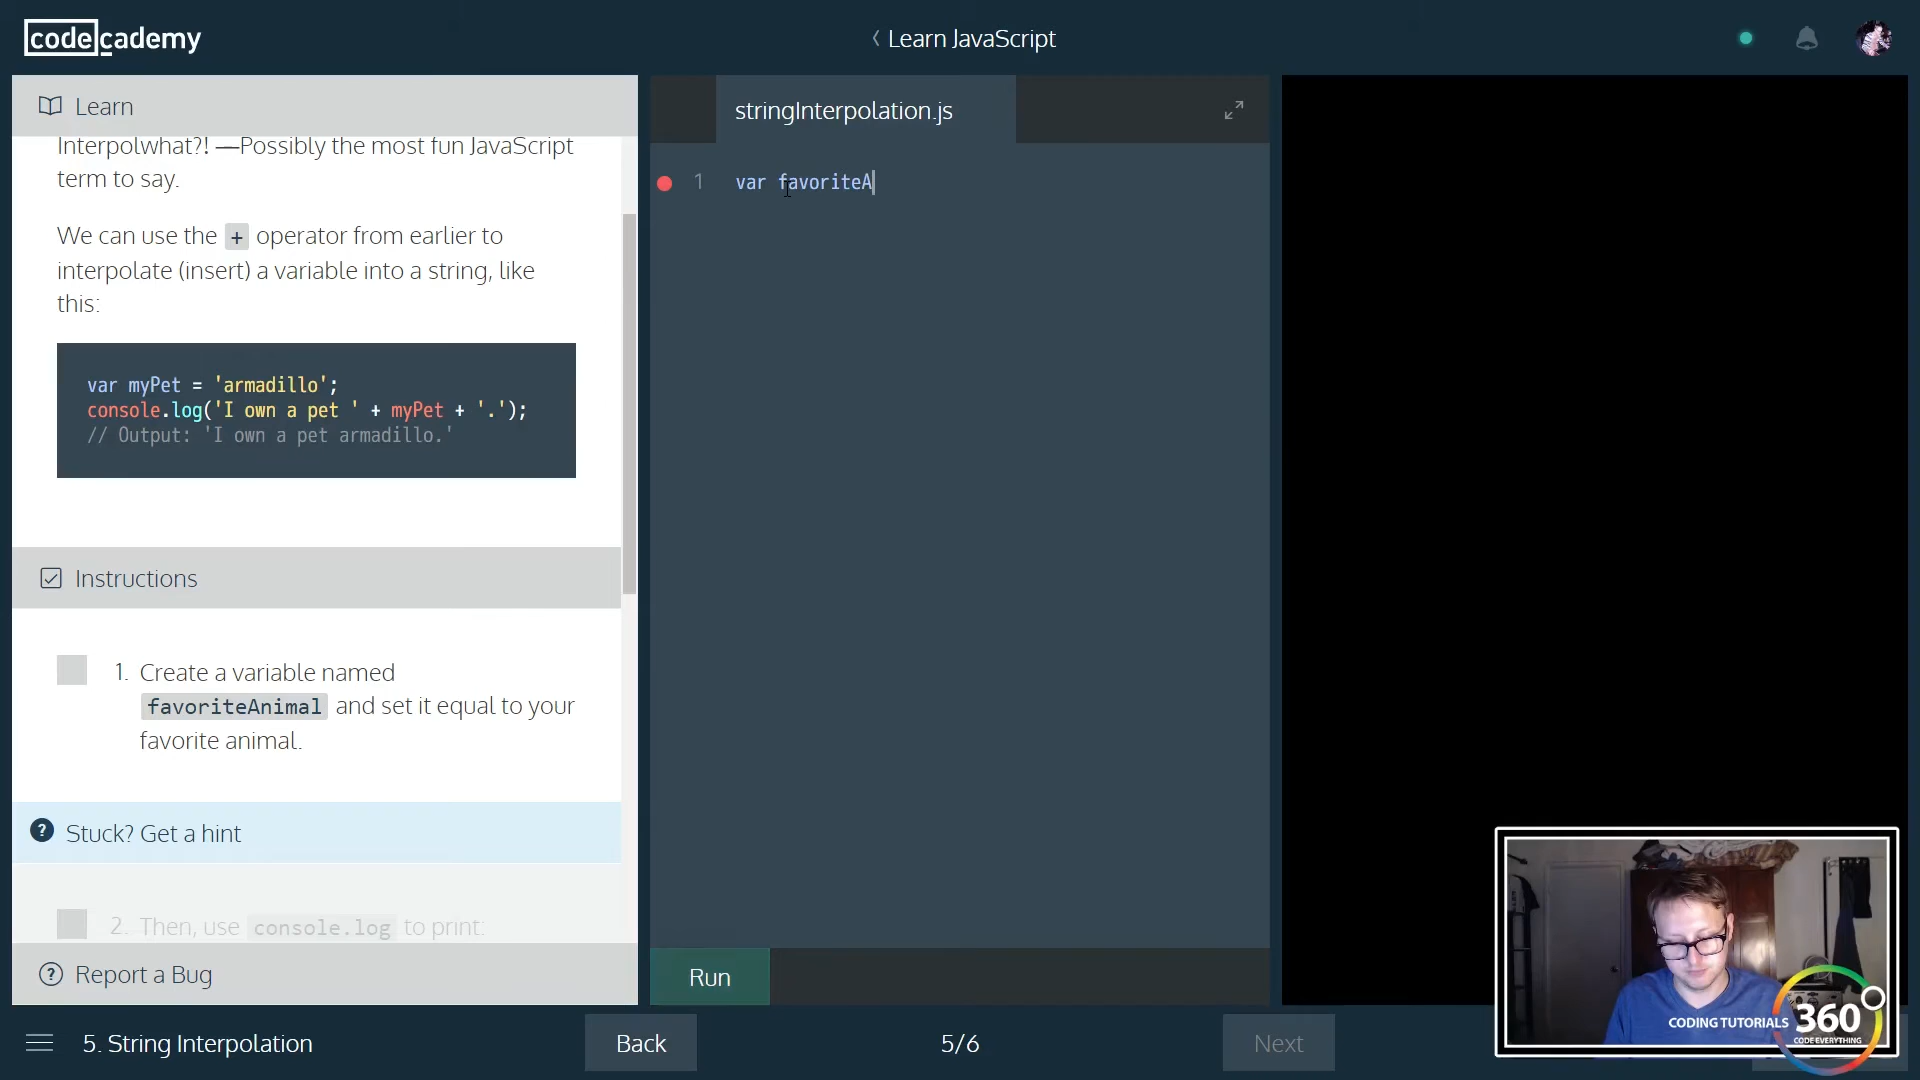 codecademy
Learn JavaScript
Learn
stringInterpolation.js
Interpolwhat?! —Possibly the most fun JavaScript
term to say.
We can use the + operator from earlier to
interpolate (insert) a variable into a string, like
this:
var myPet = 'armadillo';
console.log('I own a pet ' + myPet + '.');
// Output: 'I own a pet armadillo.'
1 var favoriteA
Instructions
1. Create a variable named
favoriteAnimal and set it equal to your
favorite animal.
? Stuck? Get a hint
2. Then, use console.log to print:
? Report a Bug
Run
5. String Interpolation
Back
5/6
Next
CODING TUTORIALS 360
CODE EVERYTHING